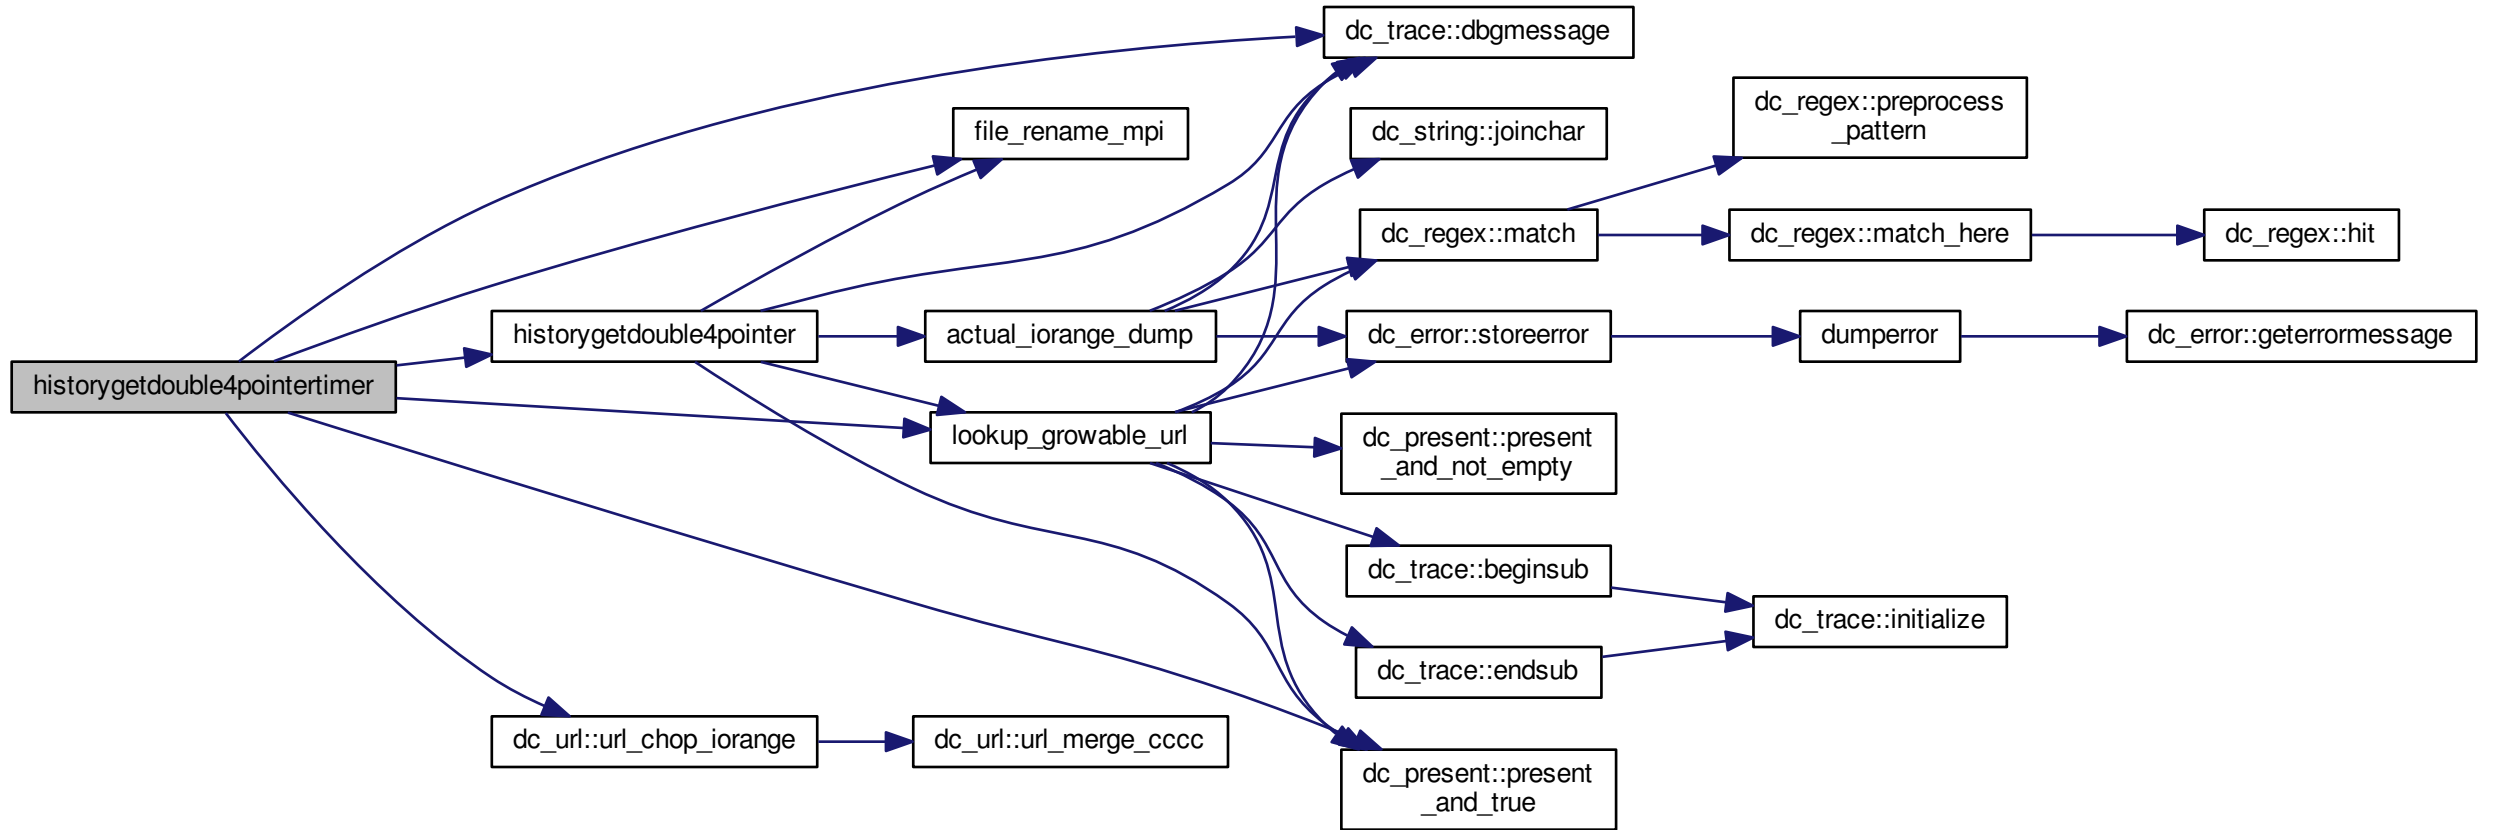 dc_trace::dbgmessage
dc_regex::preprocess
_pattern
file_rename_mpi
dc_string::joinchar
dc_regex::match
dc_regex::match_here
dc_regex::hit
historygetdouble4pointer
actual_iorange_dump
dc_error::storeerror
dumperror
dc_error::geterrormessage
historygetdouble4pointertimer
lookup_growable_url
dc_present::present
_and_not_empty
dc_trace::beginsub
dc_trace::initialize
dc_trace::endsub
dc_url::url_chop_iorange
dc_url::url_merge_cccc
dc_present::present
_and_true